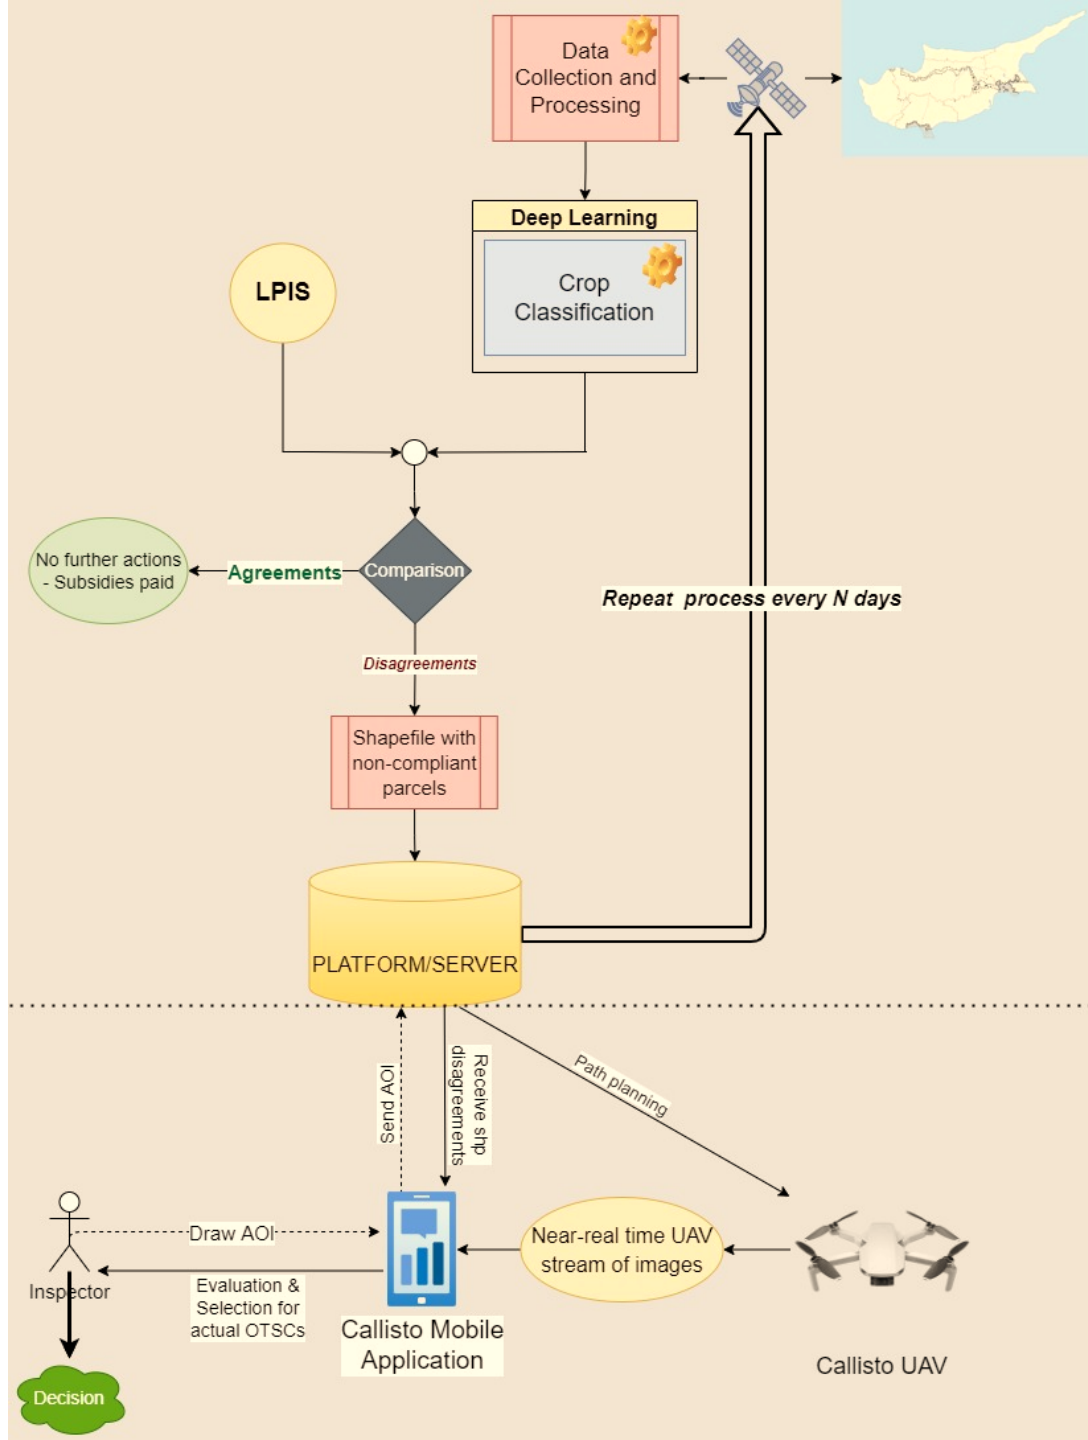 Data
Collection and
Processing
Deep Learning
Crop
Classification
LPIS
Comparison
Agreements
No further actions
- Subsidies paid
Repeat process every N days
Disagreements
Shapefile with
non-compliant
parcels
PLATFORM/SERVER
Send AOI
Receive shp
disagreements
Path planning
Draw AOI
Near-real time UAV
stream of images
Inspector
Evaluation &
Selection for
actual OTSCs
Callisto Mobile
Application
Callisto UAV
Decision